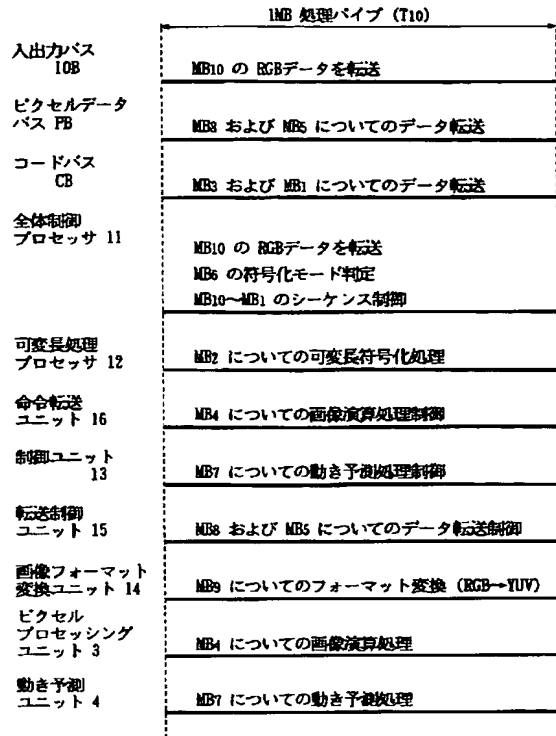 1MB 処理パイプ (T10)
入出力バス
IOB
MB10 の RGBデータを転送
ピクセルデータ
バス PB
MB8 および MB5 についてのデータ転送
コードバス
CB
MB3 および MB1 についてのデータ転送
全体制御
プロセッサ 11
MB10 の RGBデータを転送
MB6 の符号化モード判定
MB10〜MB1 のシーケンス制御
可変長処理
プロセッサ 12
MB2 についての可変長符号化処理
命令転送
ユニット 16
MB4 についての画像演算処理制御
制御ユニット
13
MB7 についての動き予測処理制御
転送制御
ユニット 15
MB8 および MB5 についてのデータ転送制御
画像フォーマット
変換ユニット 14
MB9 についてのフォーマット変換 (RGB→YUV)
ピクセル
プロセッシング
ユニット 3
MB4 についての画像演算処理
動き予測
ユニット 4
MB7 についての動き予測処理